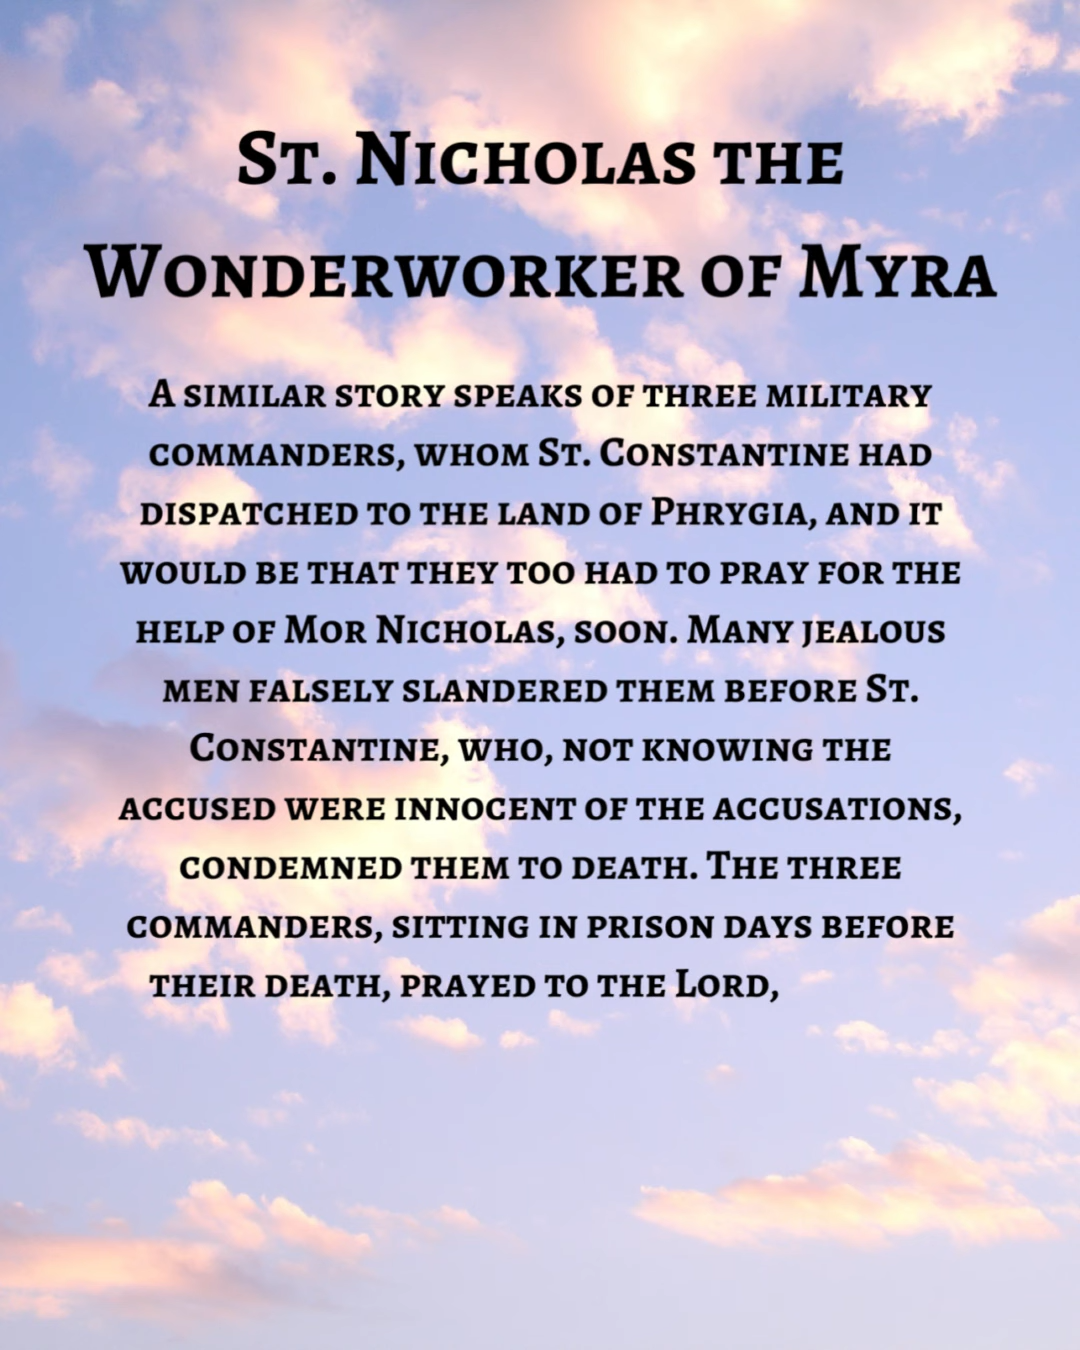 St. Nicholas the
Wonderworker of Myra
A similar story speaks of three military
commanders, whom St. Constantine had
dispatched to the land of Phrygia, and it
would be that they too had to pray for the
help of Mor Nicholas, soon. Many jealous
men falsely slandered them before St.
Constantine, who, not knowing the
accused were innocent of the accusations,
condemned them to death. The three
commanders, sitting in prison days before
their death, prayed to the Lord,